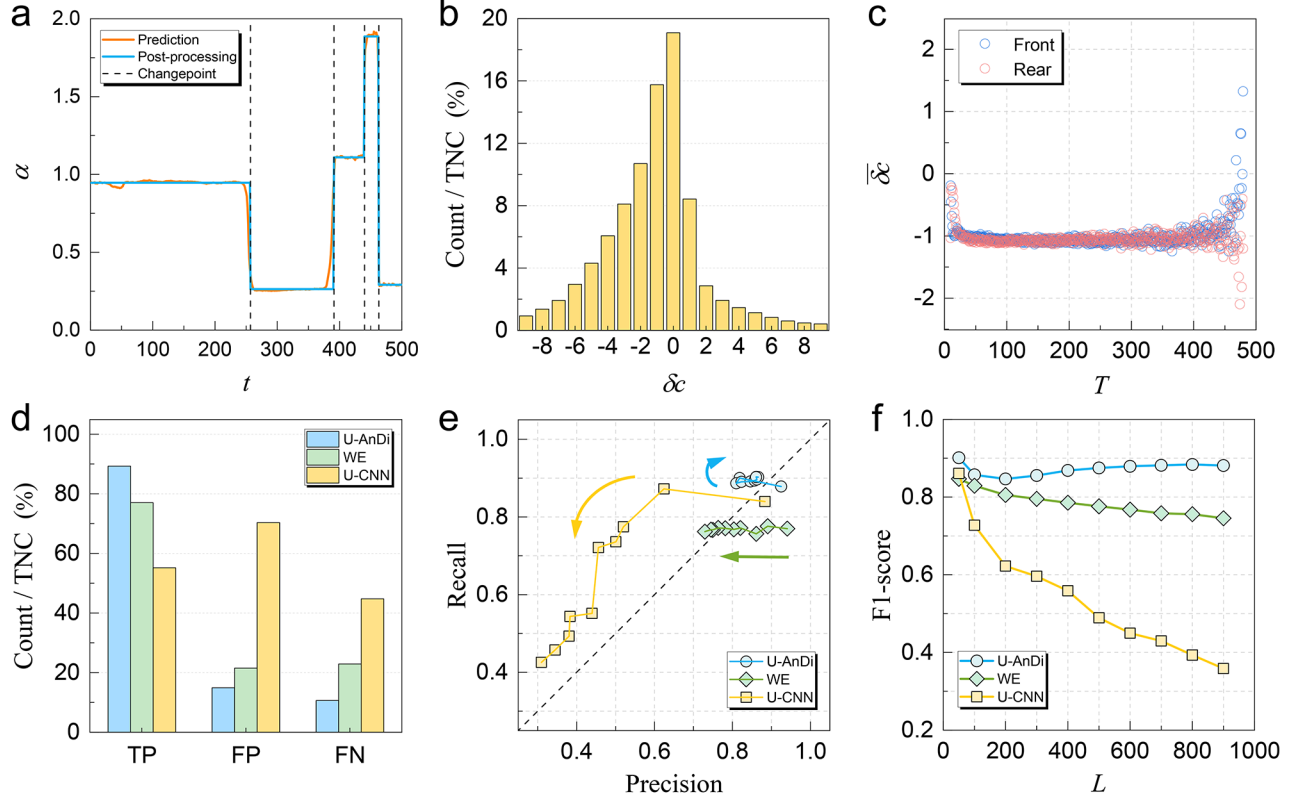 a
2.0
1.5
1.0
0.5
0.0
α
Prediction
Post-processing
Changepoint
0 100 200 300 400 500
t
b
20
16
12
8
4
0
Count / TNC (%)
-8 -6 -4 -2 0 2 4 6 8
δc
c
2
1
0
-1
-2
δc
Front
Rear
0 100 200 300 400 500
T
d
100
80
60
40
20
0
Count / TNC (%)
U-AnDi
WE
U-CNN
TP FP FN
e
1.0
0.8
0.6
0.4
Recall
U-AnDi
WE
U-CNN
0.4 0.6 0.8 1.0
Precision
f
1.0
0.8
0.6
0.4
0.2
F1-score
U-AnDi
WE
U-CNN
0 200 400 600 800 1000
L